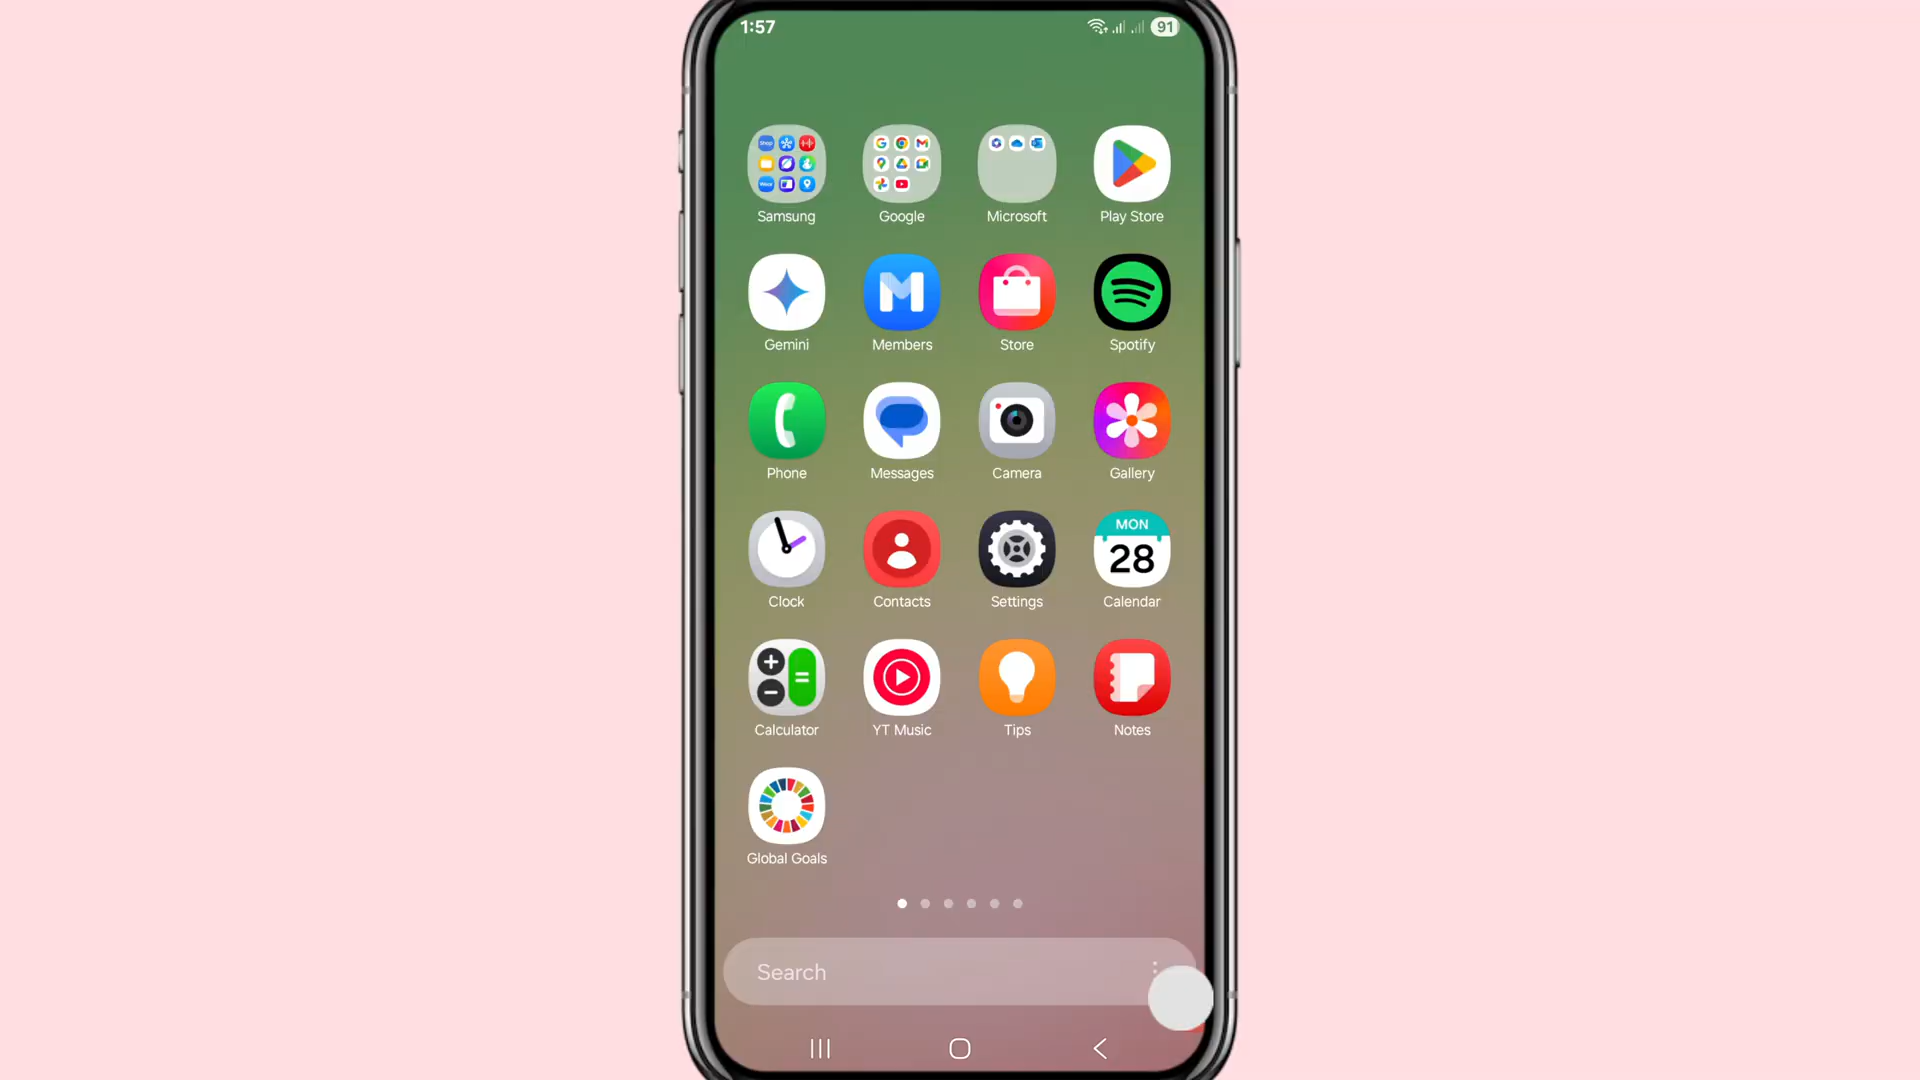 1:57
91
Shop
Samsung
Google
Microsoft
Play Store
Gemini
Members
Store
Spotify
Phone
Messages
Camera
Gallery
MON
28
Clock
Contacts
Settings
Calendar
Calculator
YT Music
Tips
Notes
Global Goals
Search